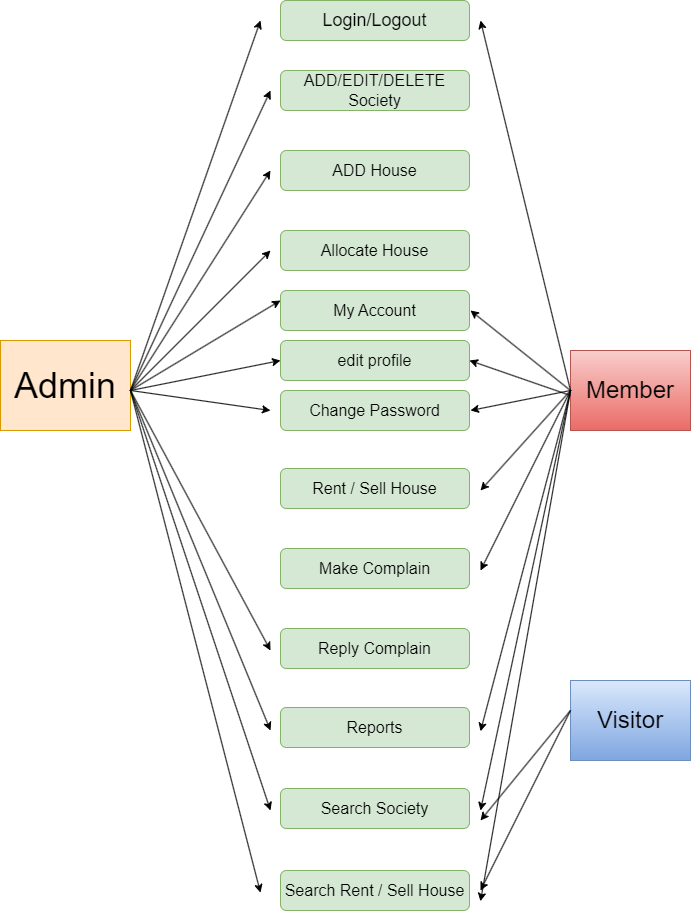 Login/Logout
ADD/EDIT/DELETE
Society
ADD House
Allocate House
My Account
edit profile
Change Password
Admin
Member
Rent / Sell House
Make Complain
Reply Complain
Reports
Visitor
Search Society
Search Rent / Sell House